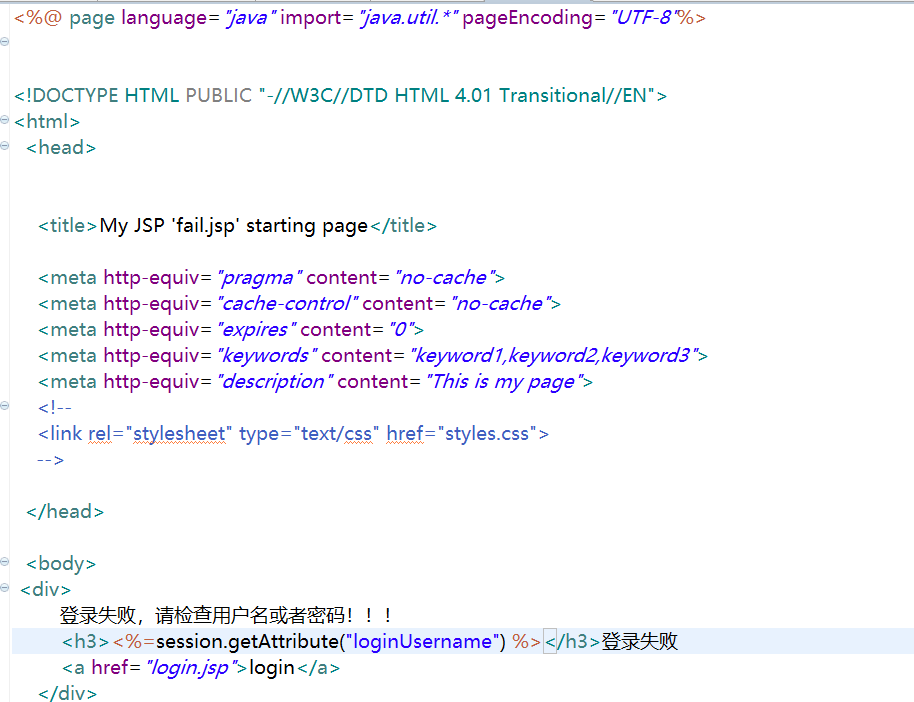 <%@ page language="java" import="java.util.*" pageEncoding="UTF-8"%>
<!DOCTYPE HTML PUBLIC "-//W3C//DTD HTML 4.01 Transitional//EN">
<html>
<head>
<title>My JSP 'fail.jsp' starting page</title>
<meta http-equiv="pragma" content="no-cache">
<meta http-equiv="cache-control" content="no-cache">
<meta http-equiv="expires" content="0">
<meta http-equiv="keywords" content="keyword1,keyword2,keyword3">
<meta http-equiv="description" content="This is my page">
<!--
<link rel="stylesheet" type="text/css" href="styles.css">
-->
</head>
<body>
<div>
登录失败，请检查用户名或者密码！！！
<h3><%=session.getAttribute("loginUsername") %></h3>登录失败
<a href="login.jsp">login</a>
</div>